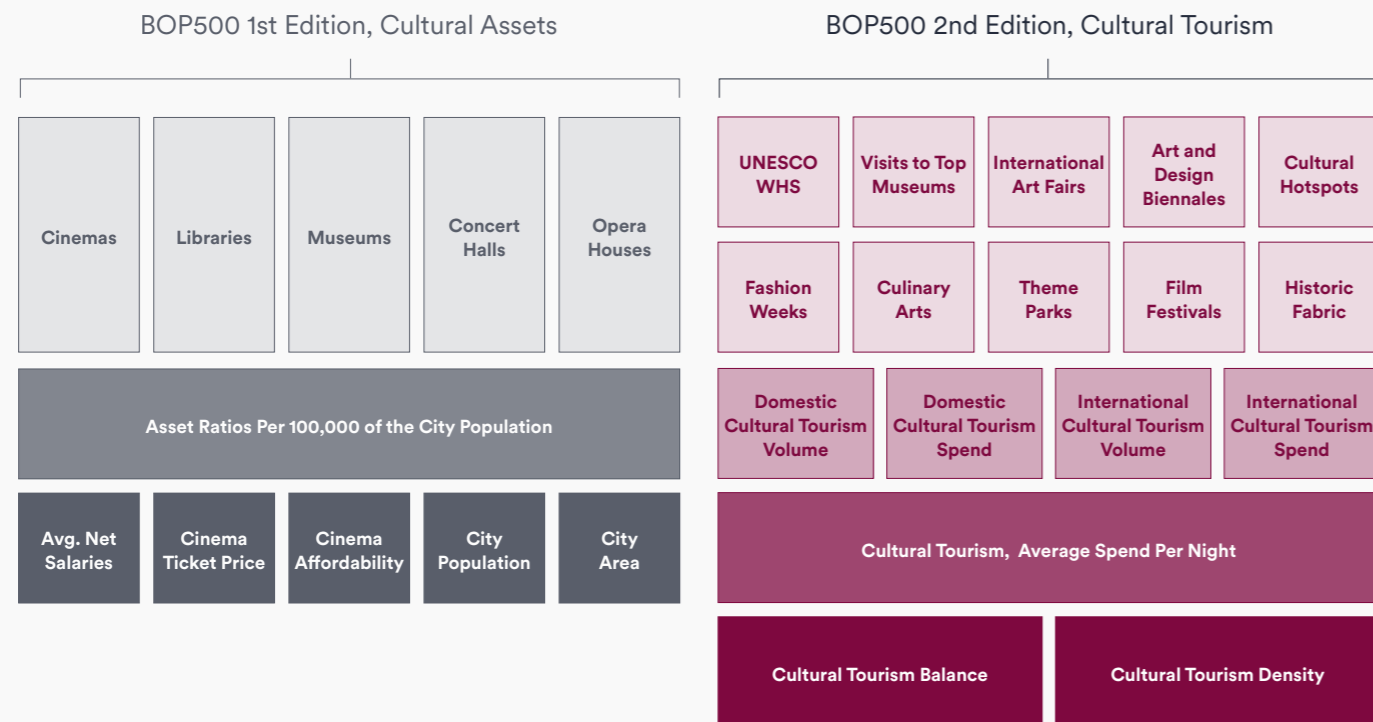 BOP500 1st Edition, Cultural Assets
Cinemas
Libraries
Museums
Concert
Halls
Opera
Houses
Asset Ratios Per 100,000 of the City Population
Avg. Net
Salaries
Cinema
Ticket Price
Cinema
Affordability
City
Population
City
Area
BOP500 2nd Edition, Cultural Tourism
UNESCO
WHS
Visits to Top
Museums
International
Art Fairs
Art and
Design
Biennales
Cultural
Hotspots
Fashion
Weeks
Culinary
Arts
Theme
Parks
Film
Festivals
Historic
Fabric
Domestic
Cultural Tourism
Volume
Domestic
Cultural Tourism
Spend
International
Cultural Tourism
Volume
International
Cultural Tourism
Spend
Cultural Tourism, Average Spend Per Night
Cultural Tourism Balance
Cultural Tourism Density